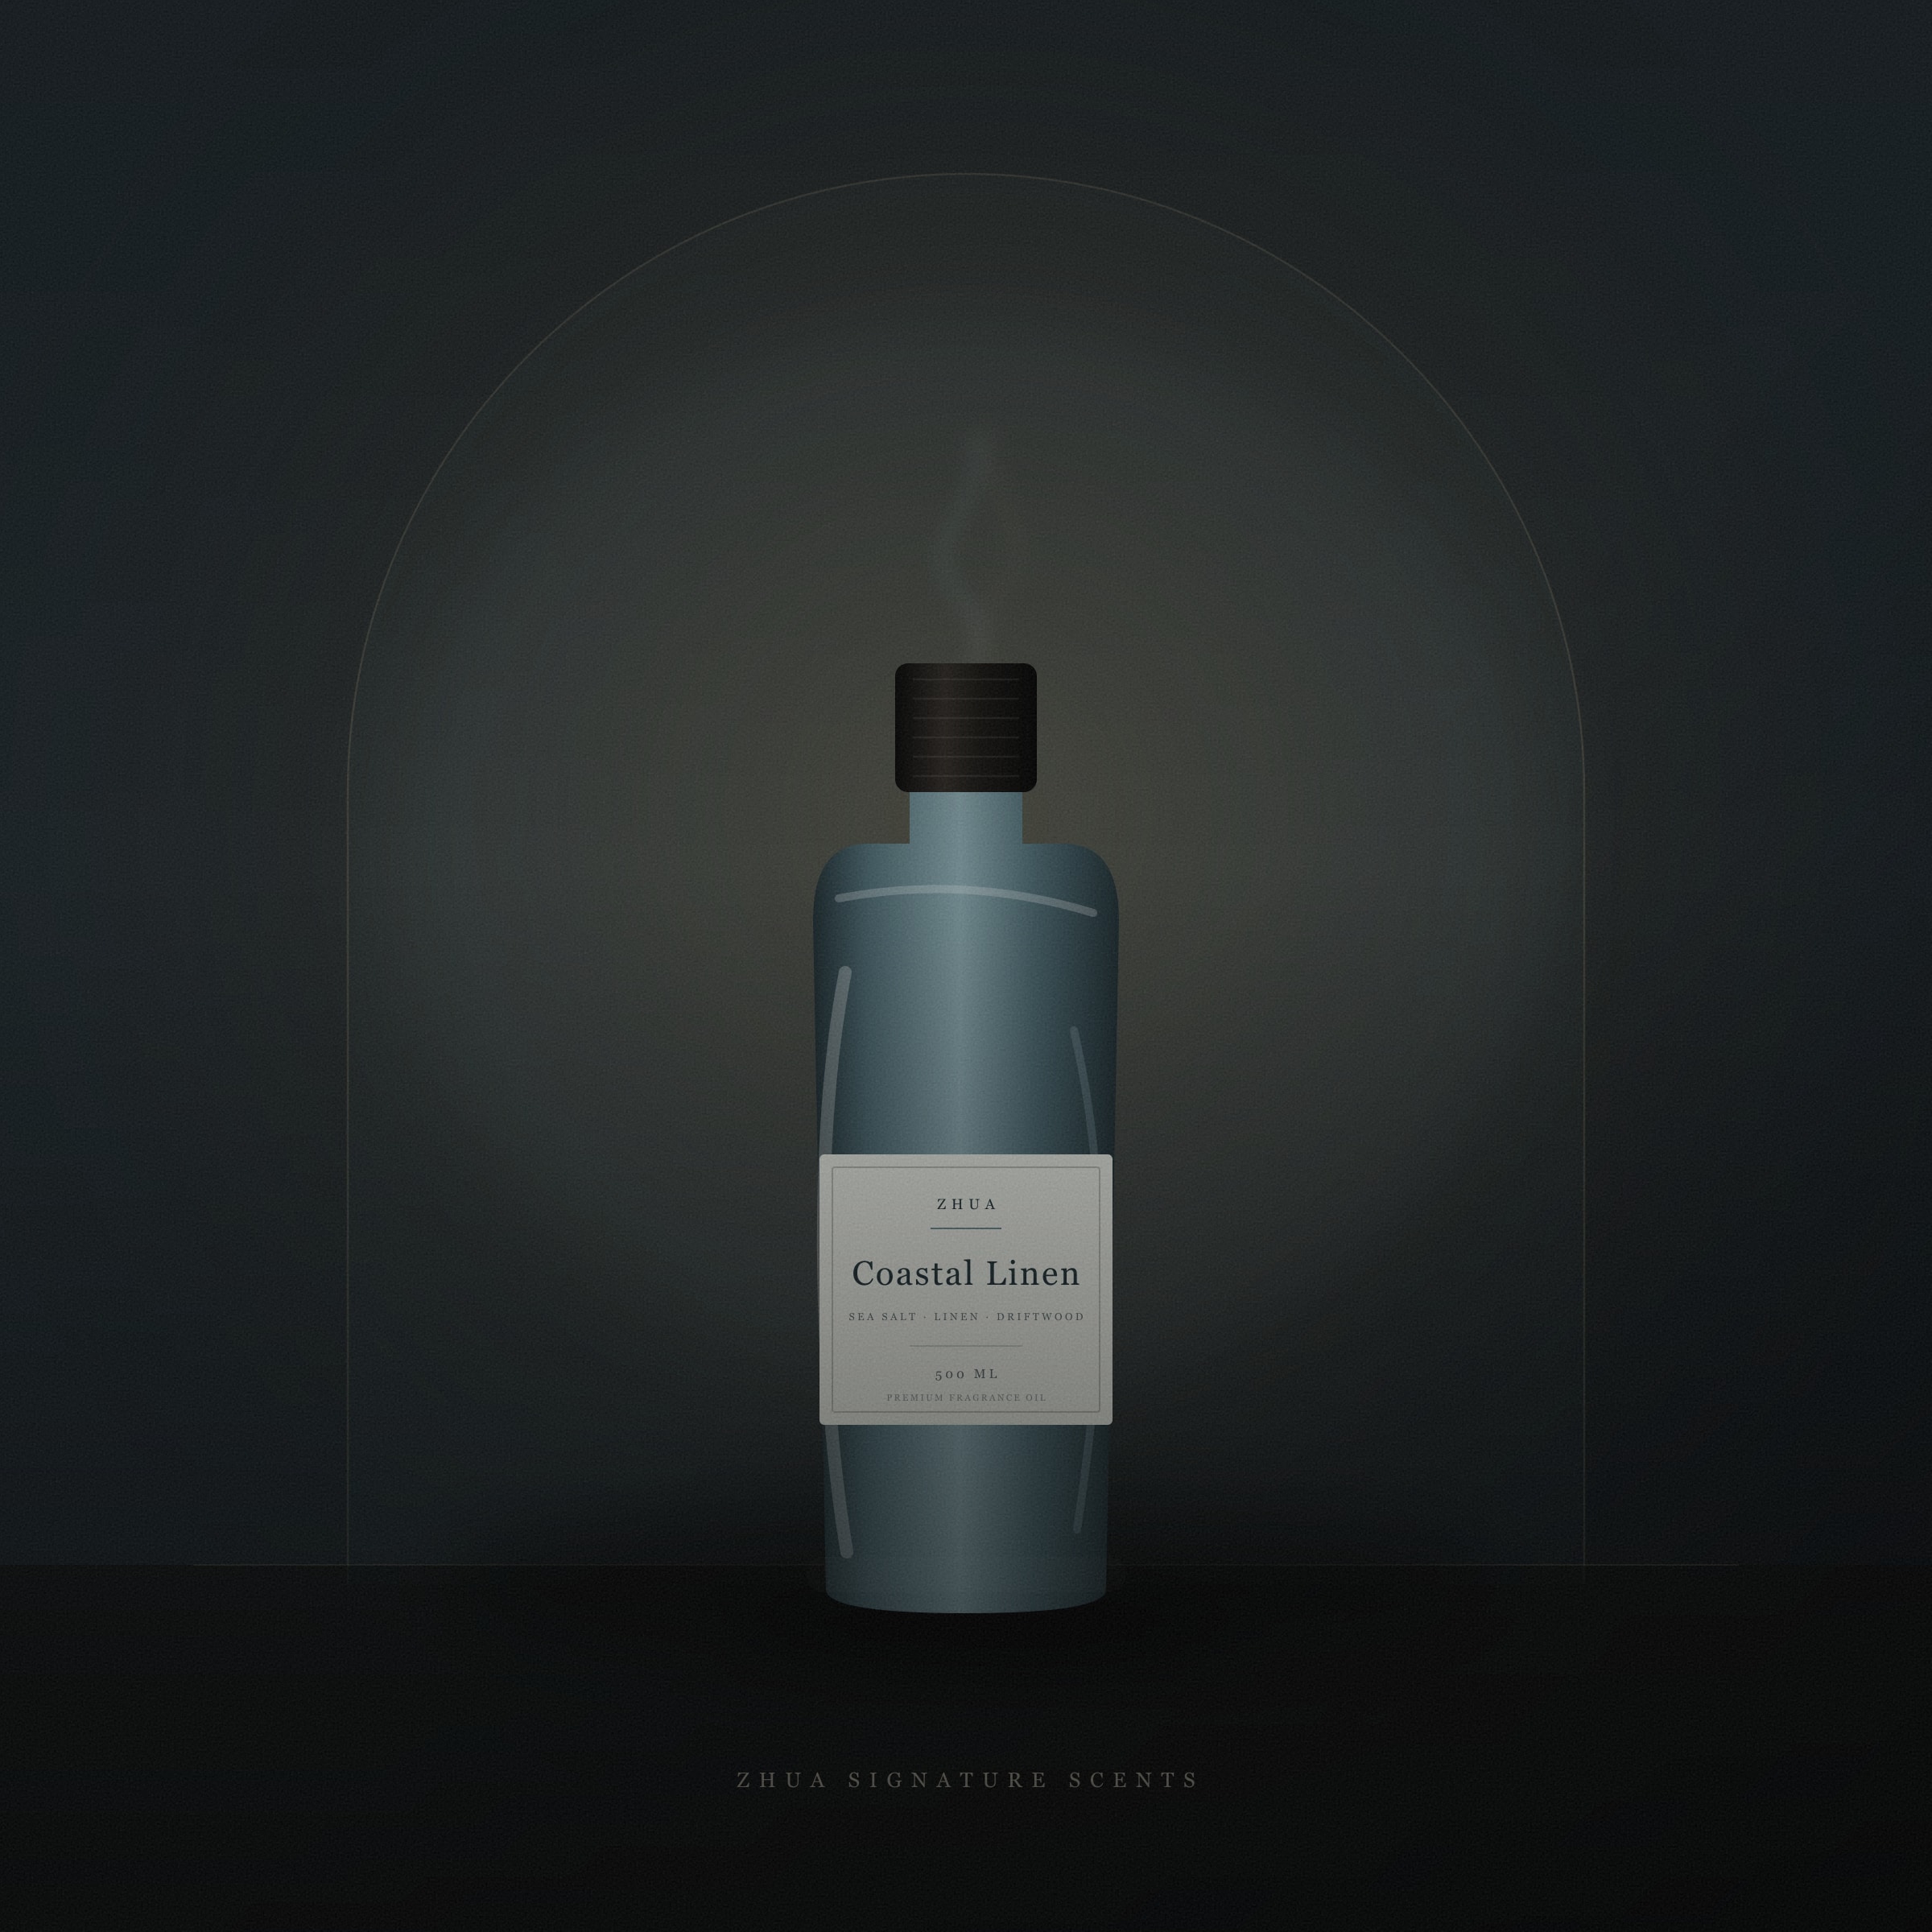 ZHUA
Coastal Linen
SEA SALT · LINEN · DRIFTWOOD
500 ML
PREMIUM FRAGRANCE OIL
ZHUA SIGNATURE SCENTS